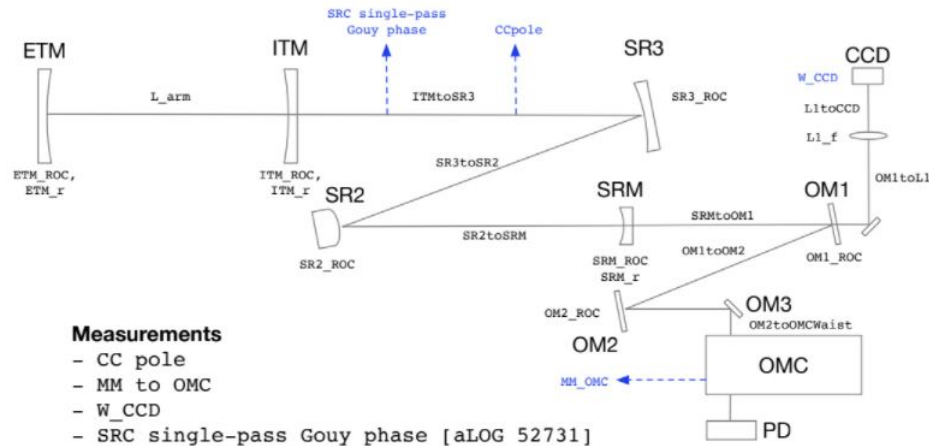 SRC single-pass
Gouy phase
CCpole
ETM
ITM
SR3
CCD
W_CCD
L_arm
ITMtoSR3
SR3_ROC
L1toCCD
L1_f
ETM_ROC,
ETM_r
ITM_ROC,
ITM_r
SR3toSR2
OM1toL1
SR2
SRM
OM1
SRMtoOM1
SR2toSRM
OM1toOM2
SR2_ROC
SRM_ROC
SRM_r
OM1_ROC
OM2_ROC
OM3
OM2toOMCWaist
OM2
Measurements
- CC pole
- MM to OMC
- W_CCD
- SRC single-pass Gouy phase [aLOG 52731]
MM_OMC
OMC
PD